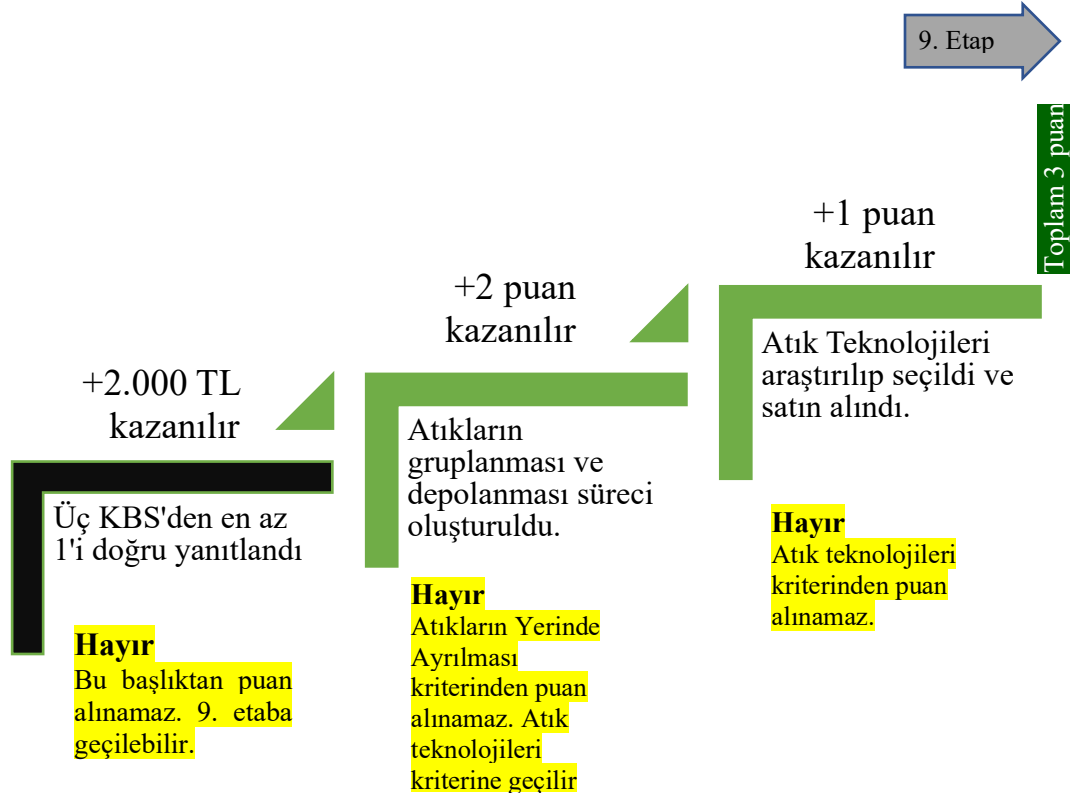 9. Etap
Toplam 3 puan
+1 puan
kazanılır
+2 puan
kazanılır
+2.000 TL
kazanılır
Üç KBS'den en az
1'i doğru yanıtlandı
Hayır
Bu başlıktan puan
alınamaz. 9. etaba
geçilebilir.
Atıkların
gruplanması ve
depolanması süreci
oluşturuldu.
Hayır
Atıkların Yerinde
Ayrılması
kriterinden puan
alınamaz. Atık
teknolojileri
kriterine geçilir
Atık Teknolojileri
araştırılıp seçildi ve
satın alındı.
Hayır
Atık teknolojileri
kriterinden puan
alınamaz.